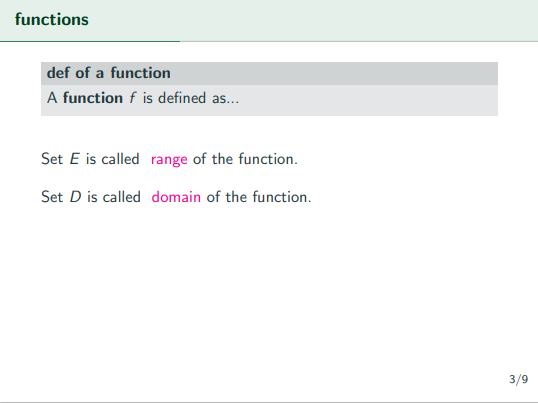 functions
def of a function
A function f is defined as...
Set E is called range of the function.
Set D is called domain of the function.
3/9